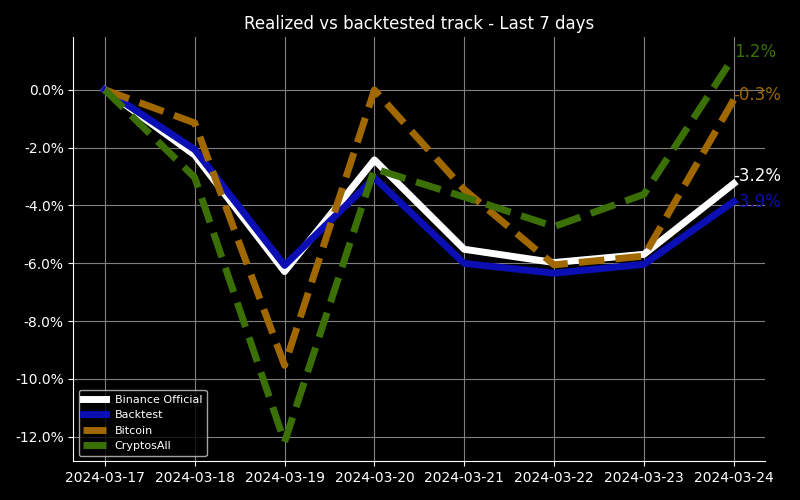 Realized vs backtested track - Last 7 days
1.2%
0.0%
-0.3%
-2.0%
-3.2%
-3.9%
-4.0%
-6.0%
-8.0%
-10.0%
-12.0%
Binance Official
Backtest
Bitcoin
CryptosAll
2024-03-17 2024-03-18 2024-03-19 2024-03-20 2024-03-21 2024-03-22 2024-03-23 2024-03-24